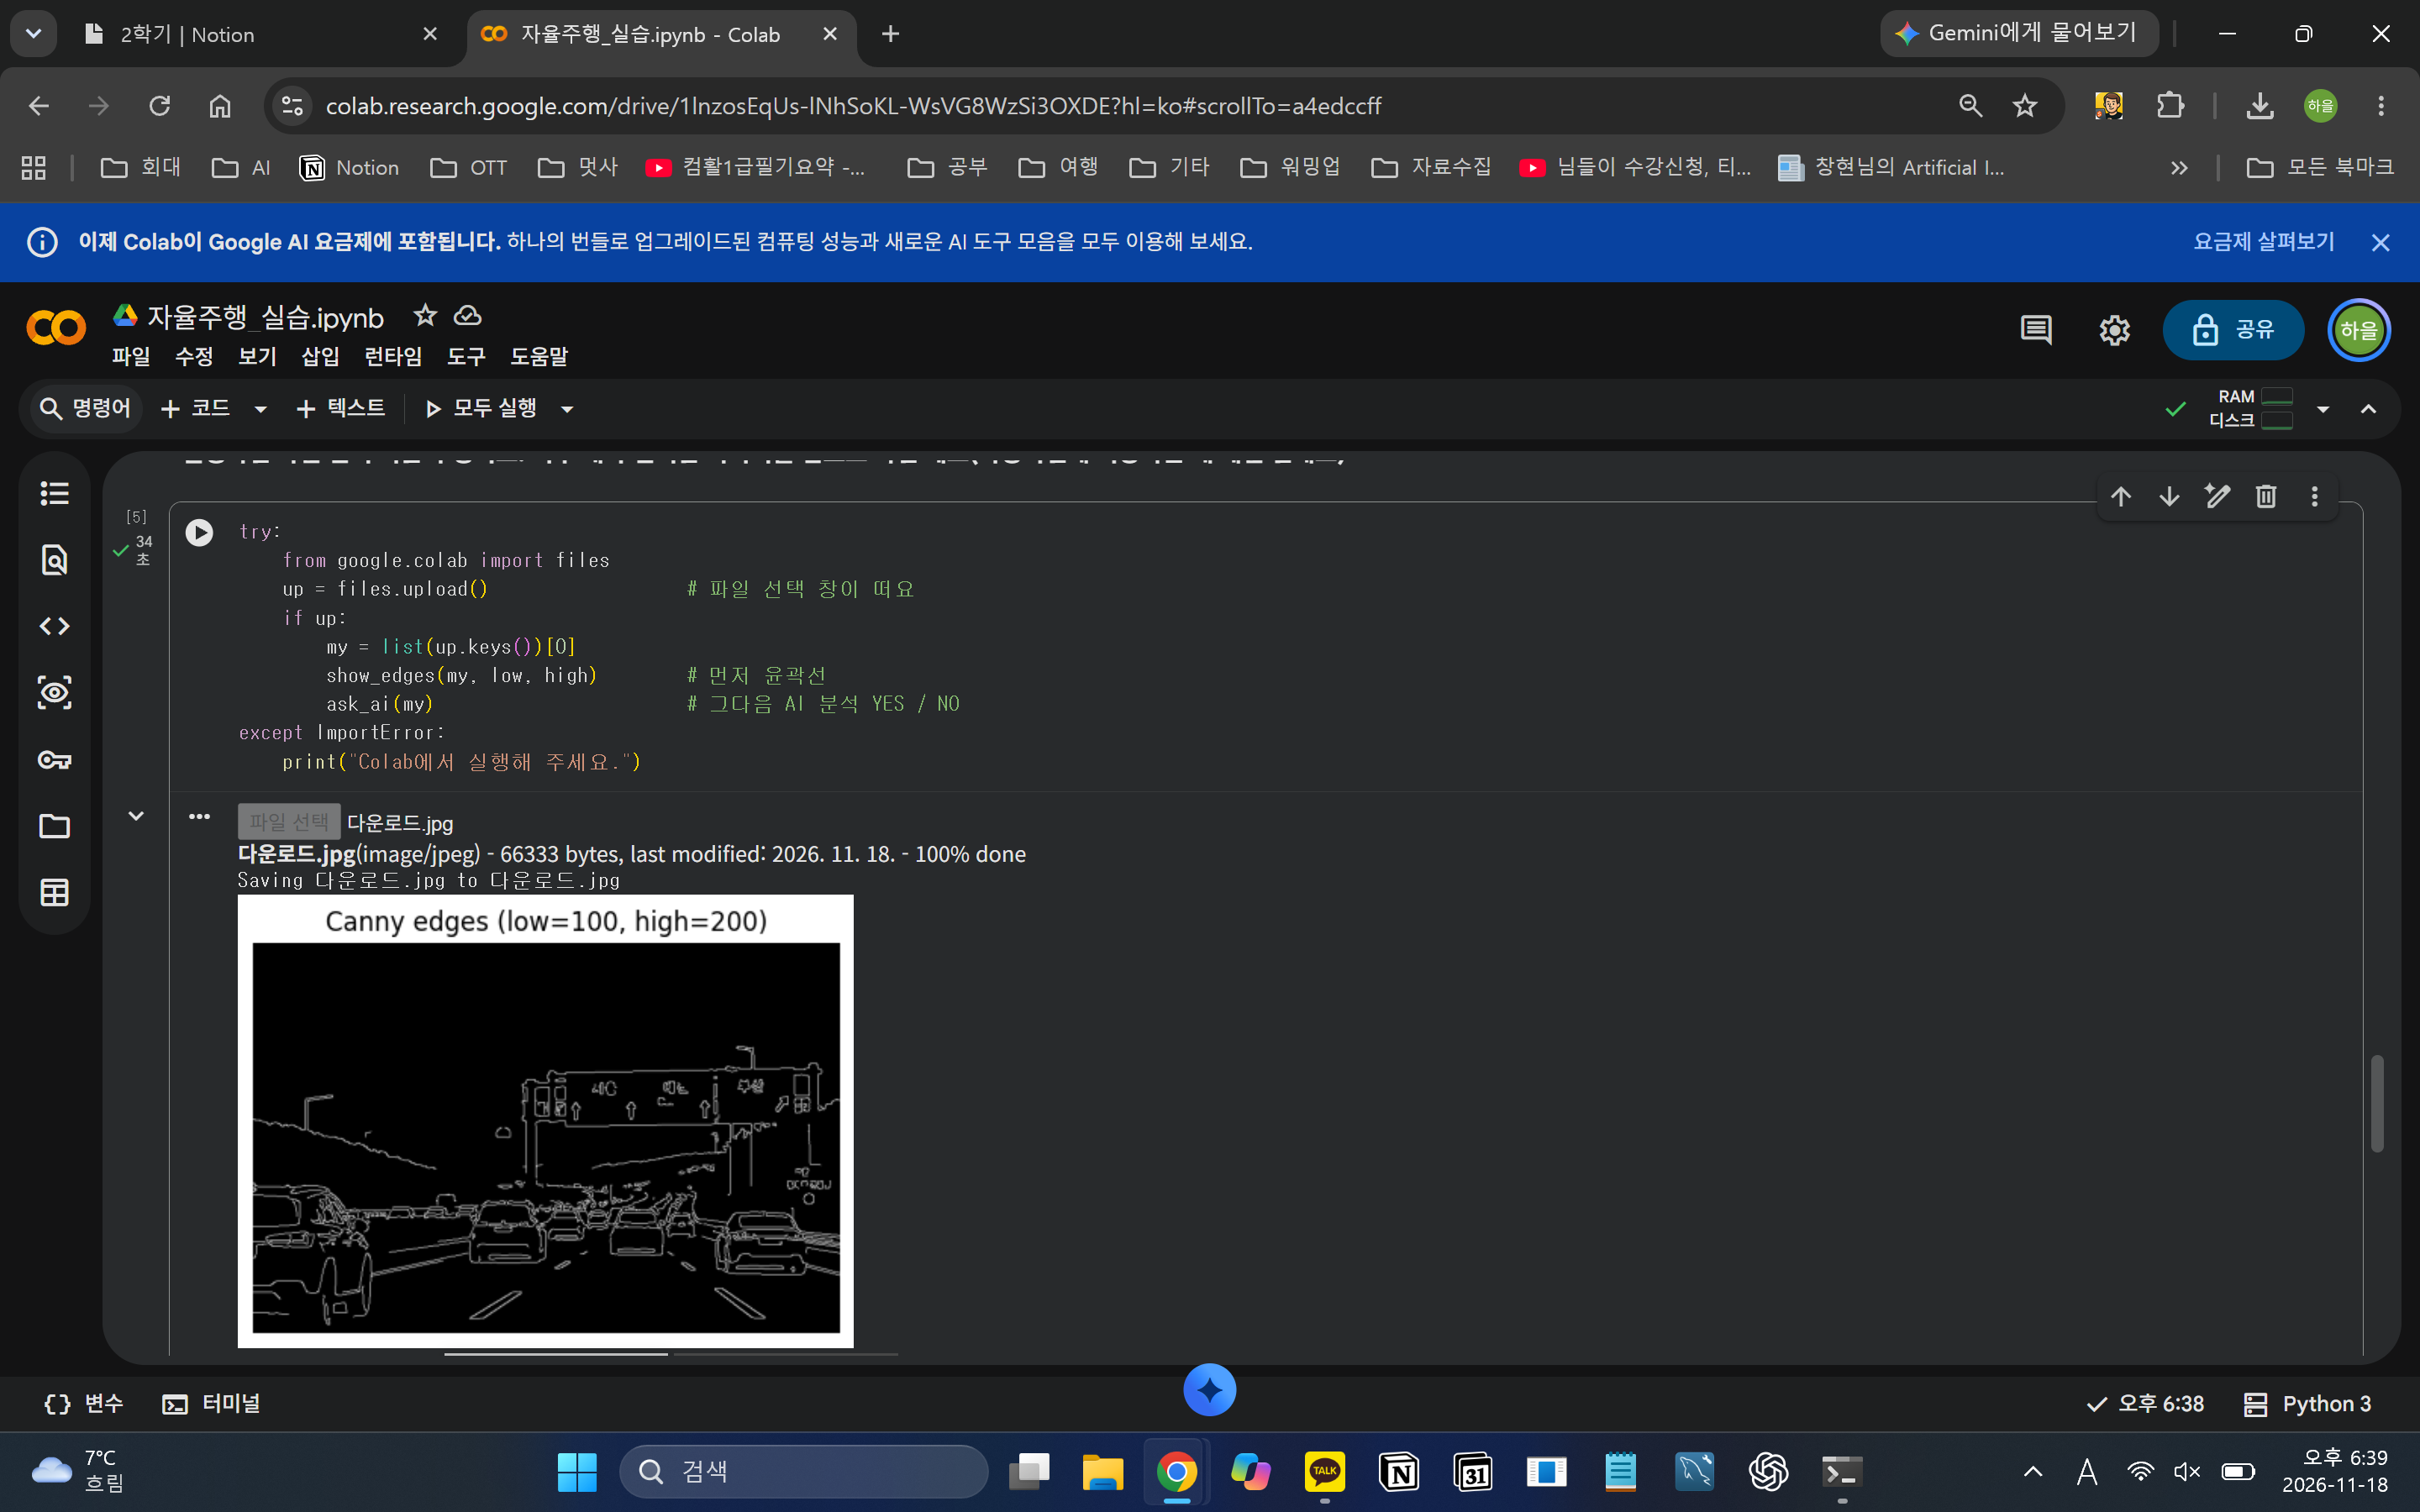 2학기 | Notion
자율주행_실습.ipynb - Colab
Gemini에게 물어보기
colab.research.google.com/drive/1lnzosEqUs-lNhSoKL-WsVG8WzSi3OXDE?hl=ko#scrollTo=a4edccff
하을
회대
AI
Notion
OTT
멋사
컴활1급필기요약 -...
공부
여행
기타
워밍업
자료수집
님들이 수강신청, 티...
창현님의 Artificial I...
모든 북마크
이제 Colab이 Google AI 요금제에 포함됩니다. 하나의 번들로 업그레이드된 컴퓨팅 성능과 새로운 AI 도구 모음을 모두 이용해 보세요.
요금제 살펴보기
자율주행_실습.ipynb
공유
하을
파일 수정 보기 삽입 런타임 도구 도움말
명령어
+ 코드
+ 텍스트
모두 실행
RAM
디스크
[5]
34
초
try:
from google.colab import files
up = files.upload() # 파일 선택 창이 떠요
if up:
my = list(up.keys())[0]
show_edges(my, low, high) # 먼저 윤곽선
ask_ai(my) # 그다음 AI 분석 YES / NO
except ImportError:
print("Colab에서 실행해 주세요.")
파일 선택 다운로드.jpg
다운로드.jpg(image/jpeg) - 66333 bytes, last modified: 2026. 11. 18. - 100% done
Saving 다운로드.jpg to 다운로드.jpg
Canny edges (low=100, high=200)
{} 변수
터미널
오후 6:38
Python 3
7°C
흐림
검색
TALK
N
31
A
오후 6:39
2026-11-18